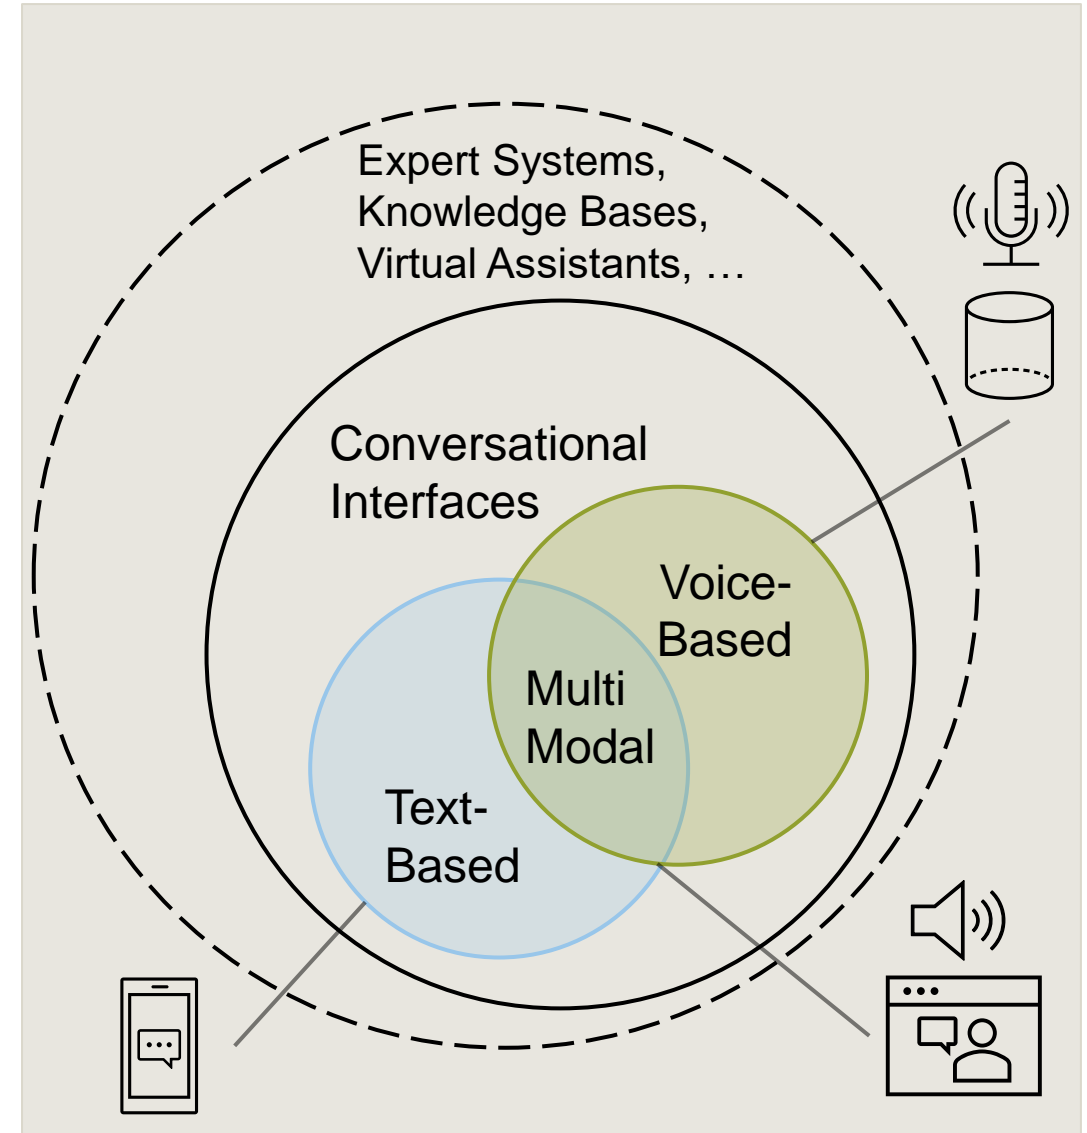 Expert Systems,
Knowledge Bases,
Virtual Assistants, …
Conversational
Interfaces
Voice-
Based
Multi
Modal
Text-
Based